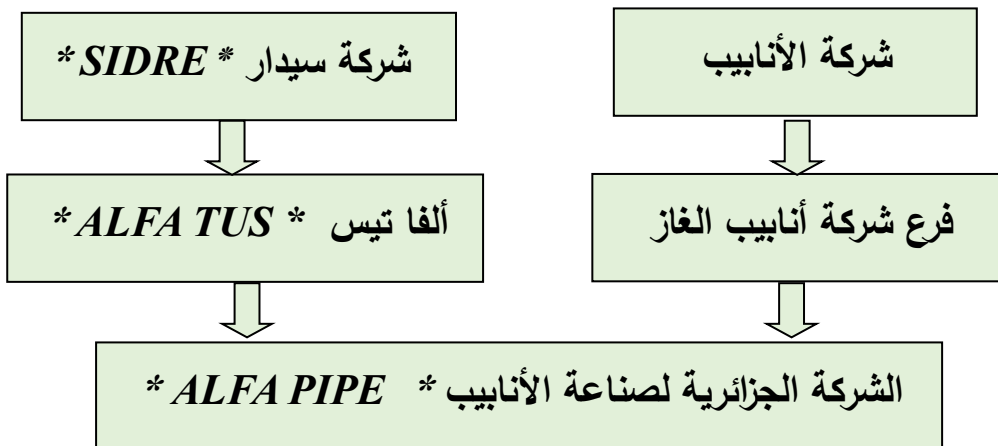 شركة الأنابيب
شركة سيدار * SIDRE *
فرع شركة أنابيب الغاز
ألفا تيس * ALFA TUS *
الشركة الجزائرية لصناعة الأنابيب * ALFA PIPE *